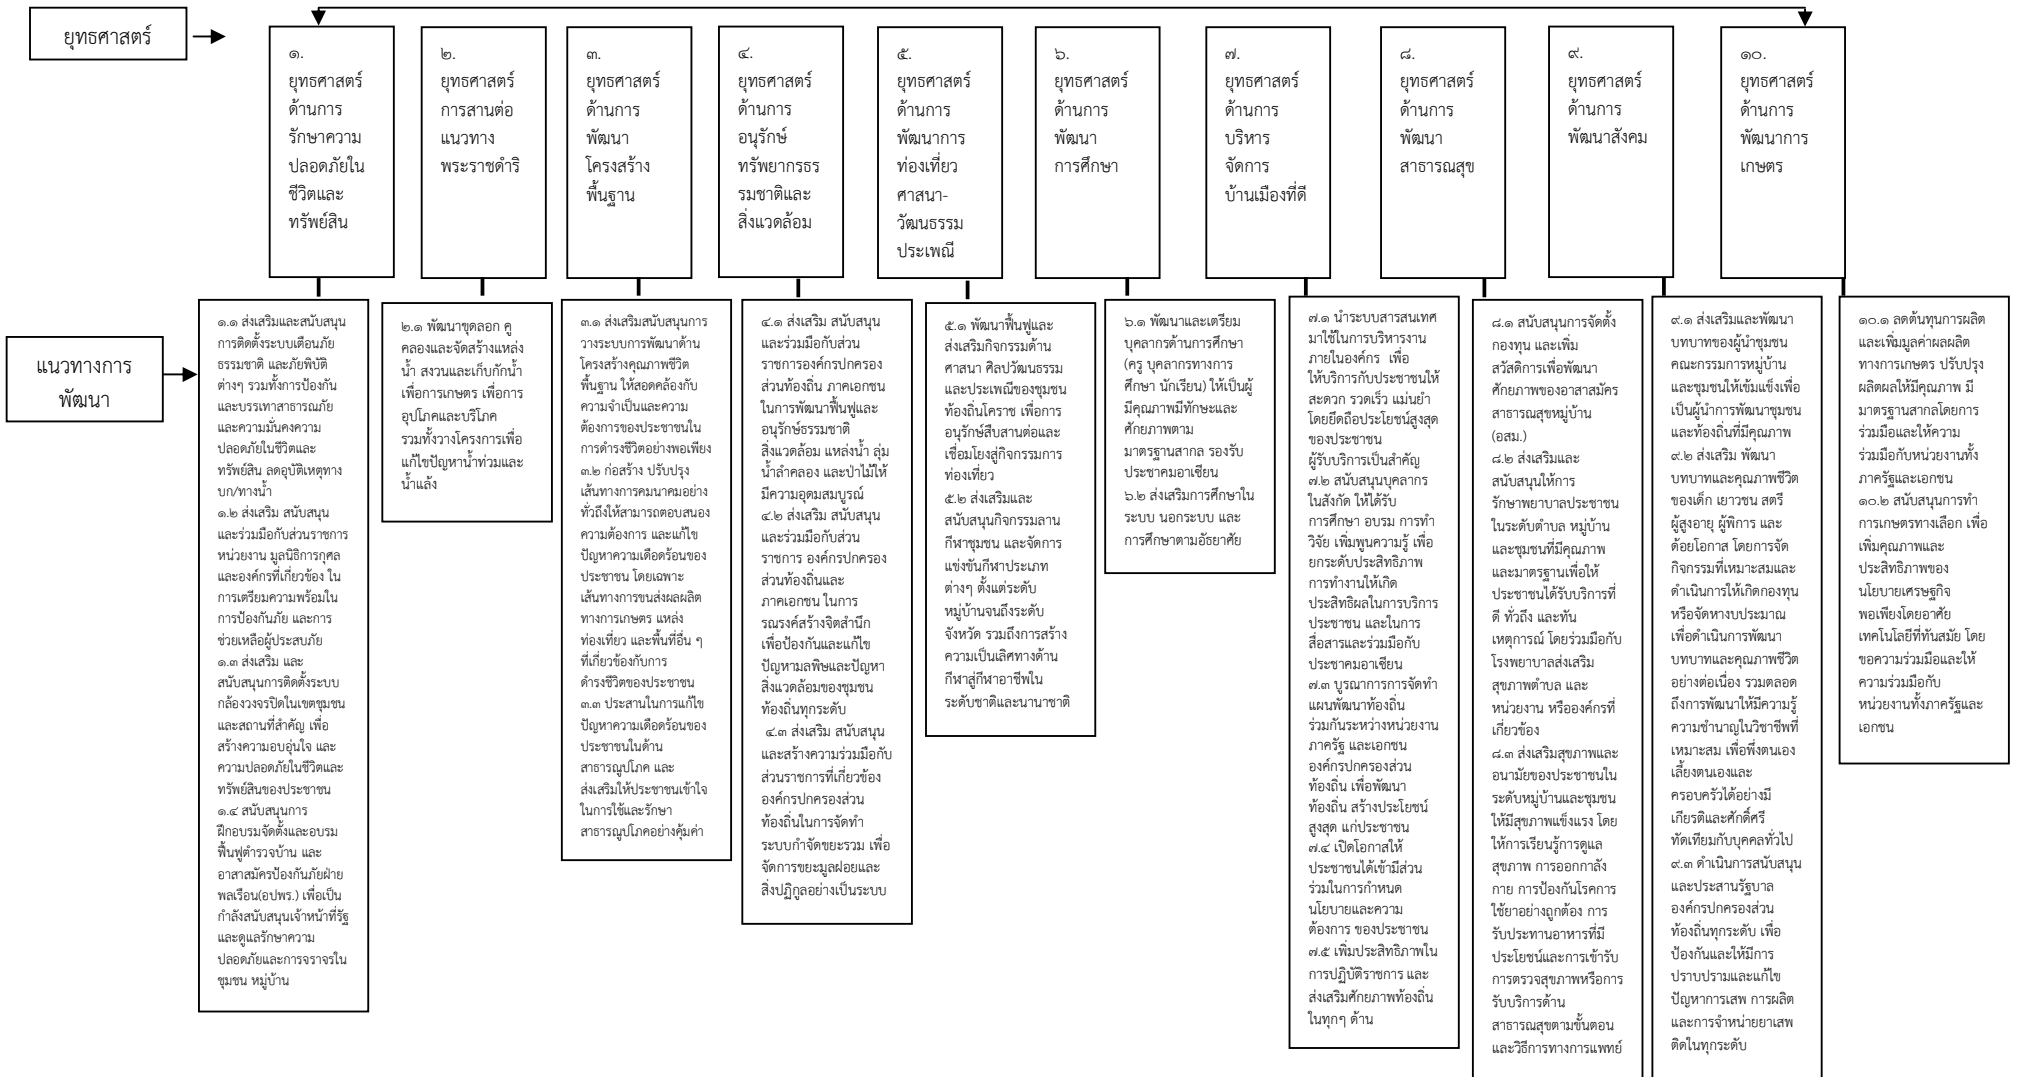 ยุทธศาสตร์
๑.
ยุทธศาสตร์
ด้านการ
รักษาความ
ปลอดภัยใน
ชีวิตและ
ทรัพย์สิน
๒.
ยุทธศาสตร์
การสานต่อ
แนวทาง
พระราชดำริ
๓.
ยุทธศาสตร์
ด้านการ
พัฒนา
โครงสร้าง
พื้นฐาน
๔.
ยุทธศาสตร์
ด้านการ
อนุรักษ์
ทรัพยากรธร
รมชาติและ
สิ่งแวดล้อม
๕.
ยุทธศาสตร์
ด้านการ
พัฒนาการ
ท่องเที่ยว
ศาสนา-
วัฒนธรรม
ประเพณี
๖.
ยุทธศาสตร์
ด้านการ
พัฒนา
การศึกษา
๗.
ยุทธศาสตร์
ด้านการ
บริหาร
จัดการ
บ้านเมืองที่ดี
๘.
ยุทธศาสตร์
ด้านการ
พัฒนา
สาธารณสุข
๙.
ยุทธศาสตร์
ด้านการ
พัฒนาสังคม
๑๐.
ยุทธศาสตร์
ด้านการ
พัฒนาการ
เกษตร
แนวทางการ
พัฒนา
๑.๑ ส่งเสริมและสนับสนุน
การติดตั้งระบบเตือนภัย
ธรรมชาติ และภัยพิบัติ
ต่างๆ รวมทั้งการป้องกัน
และบรรเทาสาธารณภัย
และความมั่นคงความ
ปลอดภัยในชีวิตและ
ทรัพย์สิน ลดอุบัติเหตุทาง
บก/ทางน้ำ
๑.๒ ส่งเสริม สนับสนุน
และร่วมมือกับส่วนราชการ
หน่วยงาน มูลนิธิการกุศล
และองค์กรที่เกี่ยวข้อง ใน
การเตรียมความพร้อมใน
การป้องกันภัย และการ
ช่วยเหลือผู้ประสบภัย
๑.๓ ส่งเสริม และ
สนับสนุนการติดตั้งระบบ
กล้องวงจรปิดในเขตชุมชน
และสถานที่สำคัญ เพื่อ
สร้างความอบอุ่นใจ และ
ความปลอดภัยในชีวิตและ
ทรัพย์สินของประชาชน
๑.๔ สนับสนุนการ
ฝึกอบรมจัดตั้งและอบรม
ฟื้นฟูตำรวจบ้าน และ
อาสาสมัครป้องกันภัยฝ่าย
พลเรือน(อปพร.) เพื่อเป็น
กำลังสนับสนุนเจ้าหน้าที่รัฐ
และดูแลรักษาความ
ปลอดภัยและการจราจรใน
ชุมชน หมู่บ้าน
๒.๑ พัฒนาขุดลอก คู
คลองและจัดสร้างแหล่ง
น้ำ สงวนและเก็บกักน้ำ
เพื่อการเกษตร เพื่อการ
อุปโภคและบริโภค
รวมทั้งวางโครงการเพื่อ
แก้ไขปัญหาน้ำท่วมและ
น้ำแล้ง
๓.๑ ส่งเสริมสนับสนุนการ
วางระบบการพัฒนาด้าน
โครงสร้างคุณภาพชีวิต
พื้นฐาน ให้สอดคล้องกับ
ความจำเป็นและความ
ต้องการของประชาชนใน
การดำรงชีวิตอย่างพอเพียง
๓.๒ ก่อสร้าง ปรับปรุง
เส้นทางการคมนาคมอย่าง
ทั่วถึงให้สามารถตอบสนอง
ความต้องการ และแก้ไข
ปัญหาความเดือดร้อนของ
ประชาชน โดยเฉพาะ
เส้นทางการขนส่งผลผลิต
ทางการเกษตร แหล่ง
ท่องเที่ยว และพื้นที่อื่น ๆ
ที่เกี่ยวข้องกับการ
ดำรงชีวิตของประชาชน
๓.๓ ประสานในการแก้ไข
ปัญหาความเดือดร้อนของ
ประชาชนในด้าน
สาธารณูปโภค และ
ส่งเสริมให้ประชาชนเข้าใจ
ในการใช้และรักษา
สาธารณูปโภคอย่างคุ้มค่า
๔.๑ ส่งเสริม สนับสนุน
และร่วมมือกับส่วน
ราชการองค์กรปกครอง
ส่วนท้องถิ่น ภาคเอกชน
ในการพัฒนาฟื้นฟูและ
อนุรักษ์ธรรมชาติ
สิ่งแวดล้อม แหล่งน้ำ ลุ่ม
น้ำลำคลอง และป่าไม้ให้
มีความอุดมสมบูรณ์
๔.๒ ส่งเสริม สนับสนุน
และร่วมมือกับส่วน
ราชการ องค์กรปกครอง
ส่วนท้องถิ่นและ
ภาคเอกชน ในการ
รณรงค์สร้างจิตสำนึก
เพื่อป้องกันและแก้ไข
ปัญหามลพิษและปัญหา
สิ่งแวดล้อมของชุมชน
ท้องถิ่นทุกระดับ
๔.๓ ส่งเสริม สนับสนุน
และสร้างความร่วมมือกับ
ส่วนราชการที่เกี่ยวข้อง
องค์กรปกครองส่วน
ท้องถิ่นในการจัดทำ
ระบบกำจัดขยะรวม เพื่อ
จัดการขยะมูลฝอยและ
สิ่งปฏิกูลอย่างเป็นระบบ
๕.๑ พัฒนาฟื้นฟูและ
ส่งเสริมกิจกรรมด้าน
ศาสนา ศิลปวัฒนธรรม
และประเพณีของชุมชน
ท้องถิ่นโคราช เพื่อการ
อนุรักษ์สืบสานต่อและ
เชื่อมโยงสู่กิจกรรมการ
ท่องเที่ยว
๕.๒ ส่งเสริมและ
สนับสนุนกิจกรรมลาน
กีฬาชุมชน และจัดการ
แข่งขันกีฬาประเภท
ต่างๆ ตั้งแต่ระดับ
หมู่บ้านจนถึงระดับ
จังหวัด รวมถึงการสร้าง
ความเป็นเลิศทางด้าน
กีฬาสู่กีฬาอาชีพใน
ระดับชาติและนานาชาติ
๖.๑ พัฒนาและเตรียม
บุคลากรด้านการศึกษา
(ครู บุคลากรทางการ
ศึกษา นักเรียน) ให้เป็นผู้
มีคุณภาพมีทักษะและ
ศักยภาพตาม
มาตรฐานสากล รองรับ
ประชาคมอาเซียน
๖.๒ ส่งเสริมการศึกษาใน
ระบบ นอกระบบ และ
การศึกษาตามอัธยาศัย
๗.๑ นำระบบสารสนเทศ
มาใช้ในการบริหารงาน
ภายในองค์กร เพื่อ
ให้บริการกับประชาชนให้
สะดวก รวดเร็ว แม่นยำ
โดยยึดถือประโยชน์สูงสุด
ของประชาชน
ผู้รับบริการเป็นสำคัญ
๗.๒ สนับสนุนบุคลากร
ในสังกัด ให้ได้รับ
การศึกษา อบรม การทำ
วิจัย เพิ่มพูนความรู้ เพื่อ
ยกระดับประสิทธิภาพ
การทำงานให้เกิด
ประสิทธิผลในการบริการ
ประชาชน และในการ
สื่อสารและร่วมมือกับ
ประชาคมอาเซียน
๗.๓ บูรณาการการจัดทำ
แผนพัฒนาท้องถิ่น
ร่วมกันระหว่างหน่วยงาน
ภาครัฐ และเอกชน
องค์กรปกครองส่วน
ท้องถิ่น เพื่อพัฒนา
ท้องถิ่น สร้างประโยชน์
สูงสุด แก่ประชาชน
๗.๔ เปิดโอกาสให้
ประชาชนได้เข้ามีส่วน
ร่วมในการกำหนด
นโยบายและความ
ต้องการ ของประชาชน
๗.๕ เพิ่มประสิทธิภาพใน
การปฏิบัติราชการ และ
ส่งเสริมศักยภาพท้องถิ่น
ในทุกๆ ด้าน
๘.๑ สนับสนุนการจัดตั้ง
กองทุน และเพิ่ม
สวัสดิการเพื่อพัฒนา
ศักยภาพของอาสาสมัคร
สาธารณสุขหมู่บ้าน
(อสม.)
๘.๒ ส่งเสริมและ
สนับสนุนให้การ
รักษาพยาบาลประชาชน
ในระดับตำบล หมู่บ้าน
และชุมชนที่มีคุณภาพ
และมาตรฐานเพื่อให้
ประชาชนได้รับบริการที่
ดี ทั่วถึง และทัน
เหตุการณ์ โดยร่วมมือกับ
โรงพยาบาลส่งเสริม
สุขภาพตำบล และ
หน่วยงาน หรือองค์กรที่
เกี่ยวข้อง
๘.๓ ส่งเสริมสุขภาพและ
อนามัยของประชาชนใน
ระดับหมู่บ้านและชุมชน
ให้มีสุขภาพแข็งแรง โดย
ให้การเรียนรู้การดูแล
สุขภาพ การออกกาลัง
กาย การป้องกันโรคการ
ใช้ยาอย่างถูกต้อง การ
รับประทานอาหารที่มี
ประโยชน์และการเข้ารับ
การตรวจสุขภาพหรือการ
รับบริการด้าน
สาธารณสุขตามขั้นตอน
และวิธีการทางการแพทย์
๙.๑ ส่งเสริมและพัฒนา
บทบาทของผู้นำชุมชน
คณะกรรมการหมู่บ้าน
และชุมชนให้เข้มแข็งเพื่อ
เป็นผู้นำการพัฒนาชุมชน
และท้องถิ่นที่มีคุณภาพ
๙.๒ ส่งเสริม พัฒนา
บทบาทและคุณภาพชีวิต
ของเด็ก เยาวชน สตรี
ผู้สูงอายุ ผู้พิการ และ
ด้อยโอกาส โดยการจัด
กิจกรรมที่เหมาะสมและ
ดำเนินการให้เกิดกองทุน
หรือจัดหางบประมาณ
เพื่อดำเนินการพัฒนา
บทบาทและคุณภาพชีวิต
อย่างต่อเนื่อง รวมตลอด
ถึงการพัฒนาให้มีความรู้
ความชำนาญในวิชาชีพที่
เหมาะสม เพื่อพึ่งตนเอง
เลี้ยงตนเองและ
ครอบครัวได้อย่างมี
เกียรติและศักดิ์ศรี
ทัดเทียมกับบุคคลทั่วไป
๙.๓ ดำเนินการสนับสนุน
และประสานรัฐบาล
องค์กรปกครองส่วน
ท้องถิ่นทุกระดับ เพื่อ
ป้องกันและให้มีการ
ปราบปรามและแก้ไข
ปัญหาการเสพ การผลิต
และการจำหน่ายยาเสพ
ติดในทุกระดับ
๑๐.๑ ลดต้นทุนการผลิต
และเพิ่มมูลค่าผลผลิต
ทางการเกษตร ปรับปรุง
ผลิตผลให้มีคุณภาพ มี
มาตรฐานสากลโดยการ
ร่วมมือและให้ความ
ร่วมมือกับหน่วยงานทั้ง
ภาครัฐและเอกชน
๑๐.๒ สนับสนุนการทำ
การเกษตรทางเลือก เพื่อ
เพิ่มคุณภาพและ
ประสิทธิภาพของ
นโยบายเศรษฐกิจ
พอเพียงโดยอาศัย
เทคโนโลยีที่ทันสมัย โดย
ขอความร่วมมือและให้
ความร่วมมือกับ
หน่วยงานทั้งภาครัฐและ
เอกชน